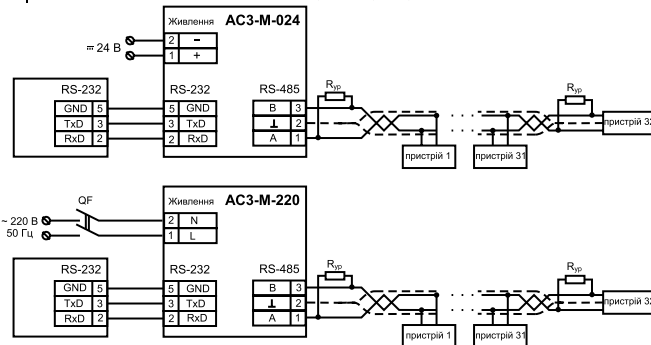 Живлення AC3-M-024
2 –
⎓ 24 В
1 +
RS-232 RS-232 RS-485
Rур
Rур
GND 5 5 GND B 3
TxD 3 3 TxD ⊥ 2
RxD 2 2 RxD A 1
пристрій 32
пристрій 1 пристрій 31
QF
Живлення AC3-M-220
~ 220 В 2 N
50 Гц 1 L
RS-232 RS-232 RS-485
Rур
Rур
GND 5 5 GND B 3
TxD 3 3 TxD ⊥ 2
RxD 2 2 RxD A 1
пристрій 32
пристрій 1 пристрій 31